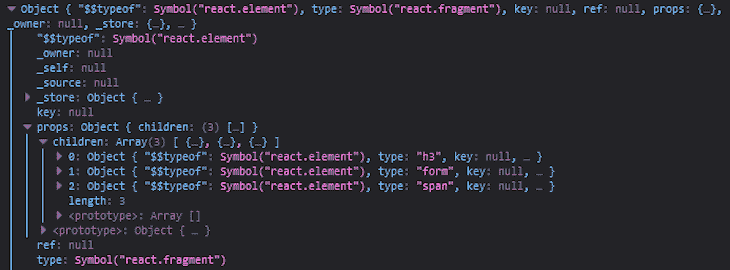 Object { "$$typeof": Symbol("react.element"), type: Symbol("react.fragment"), key: null, ref: null, props: {…},
_owner: null, _store: {…}, … }
"$$typeof": Symbol("react.element")
_owner: null
_self: null
_source: null
_store: Object { … }
key: null
props: Object { children: (3) […] }
children: Array(3) [ {…}, {…}, {…} ]
0: Object { "$$typeof": Symbol("react.element"), type: "h3", key: null, … }
1: Object { "$$typeof": Symbol("react.element"), type: "form", key: null, … }
2: Object { "$$typeof": Symbol("react.element"), type: "span", key: null, … }
length: 3
<prototype>: Array []
<prototype>: Object { … }
ref: null
type: Symbol("react.fragment")